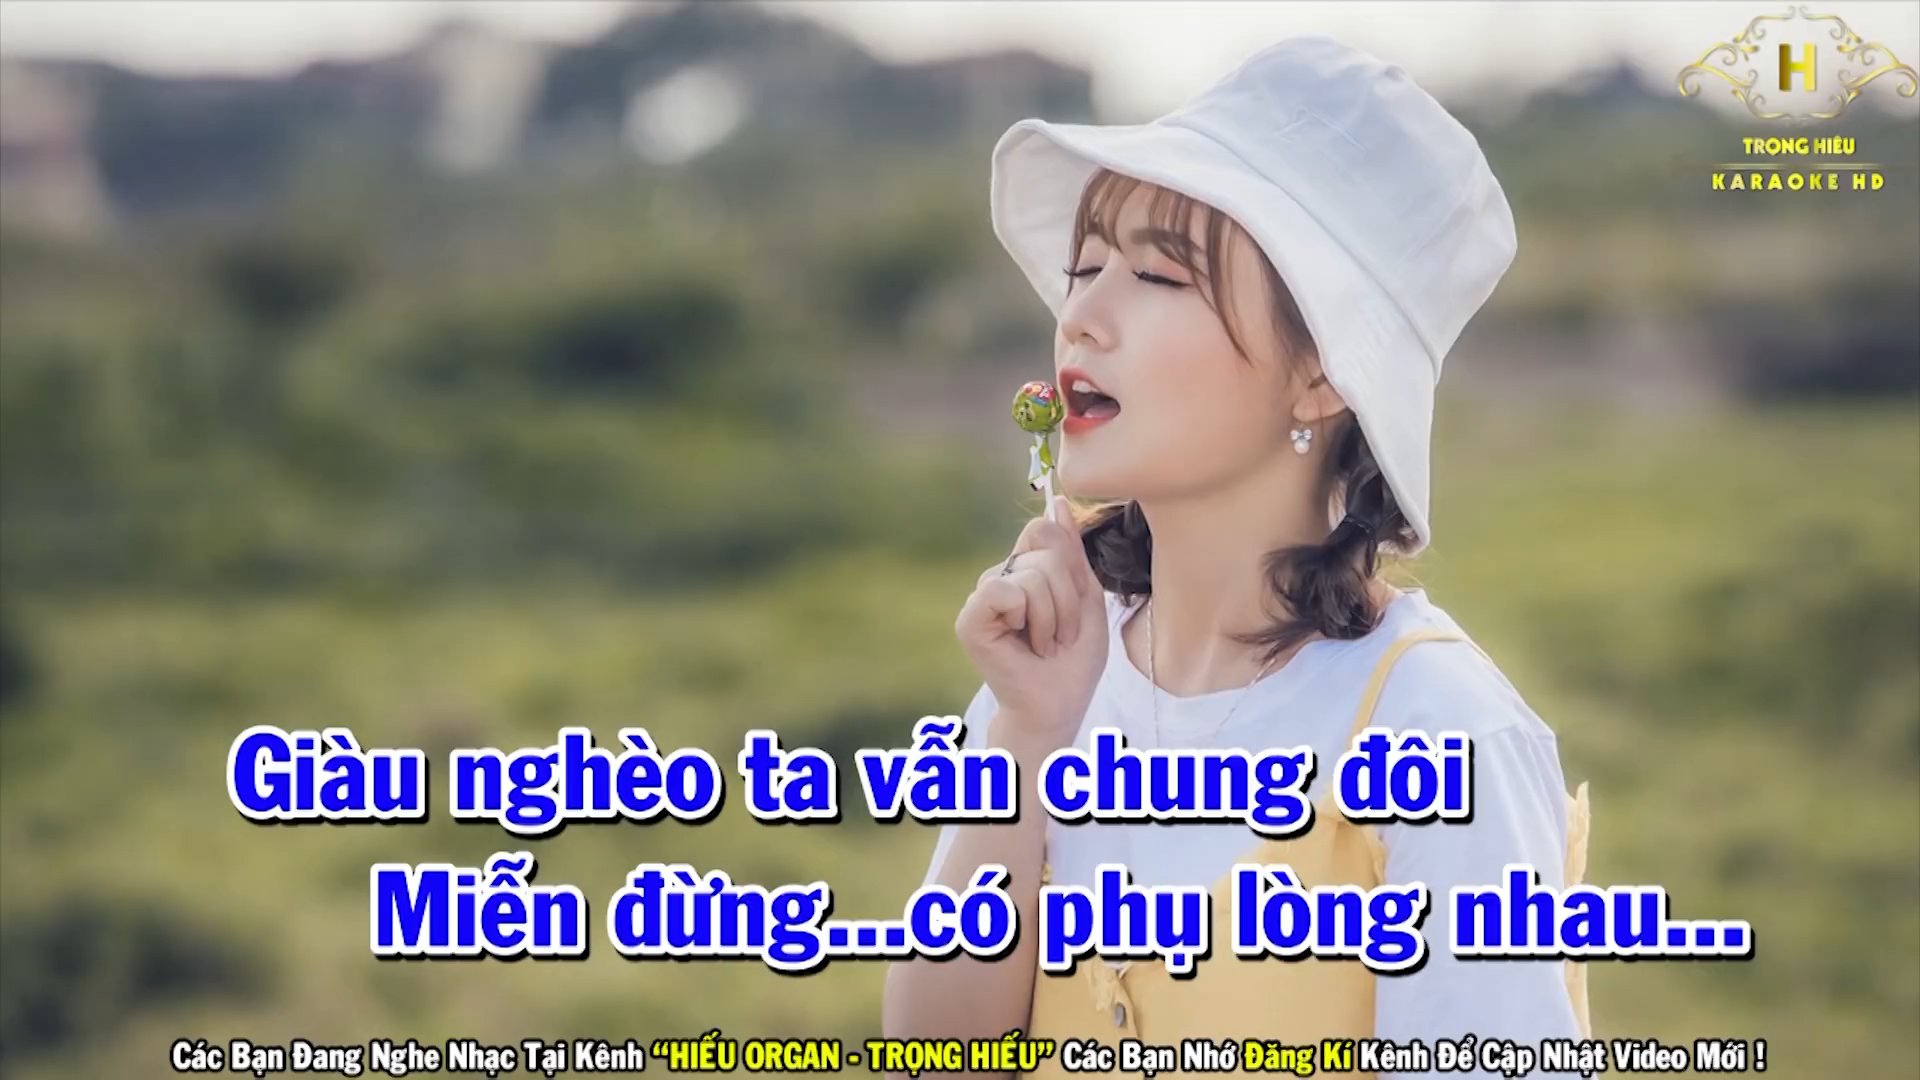 H
TRỌNG HIẾU
KARAOKE HD
Giàu nghèo ta vẫn chung đôi
Miễn đừng...có phụ lòng nhau...
Các Bạn Đang Nghe Nhạc Tại Kênh “HIẾU ORGAN - TRỌNG HIẾU” Các Bạn Nhớ Đăng Kí Kênh Để Cập Nhật Video Mới !